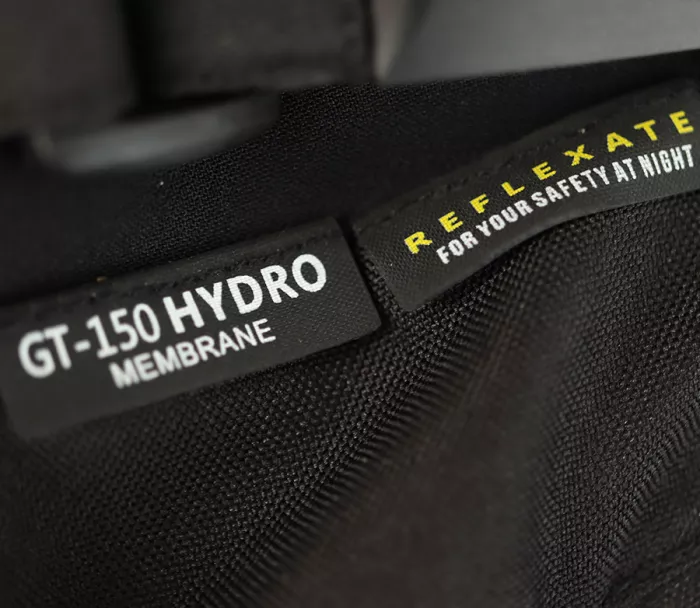 GT-150 HYDRO
MEMBRANE
REFLEXATE
FOR YOUR SAFETY AT NIGHT